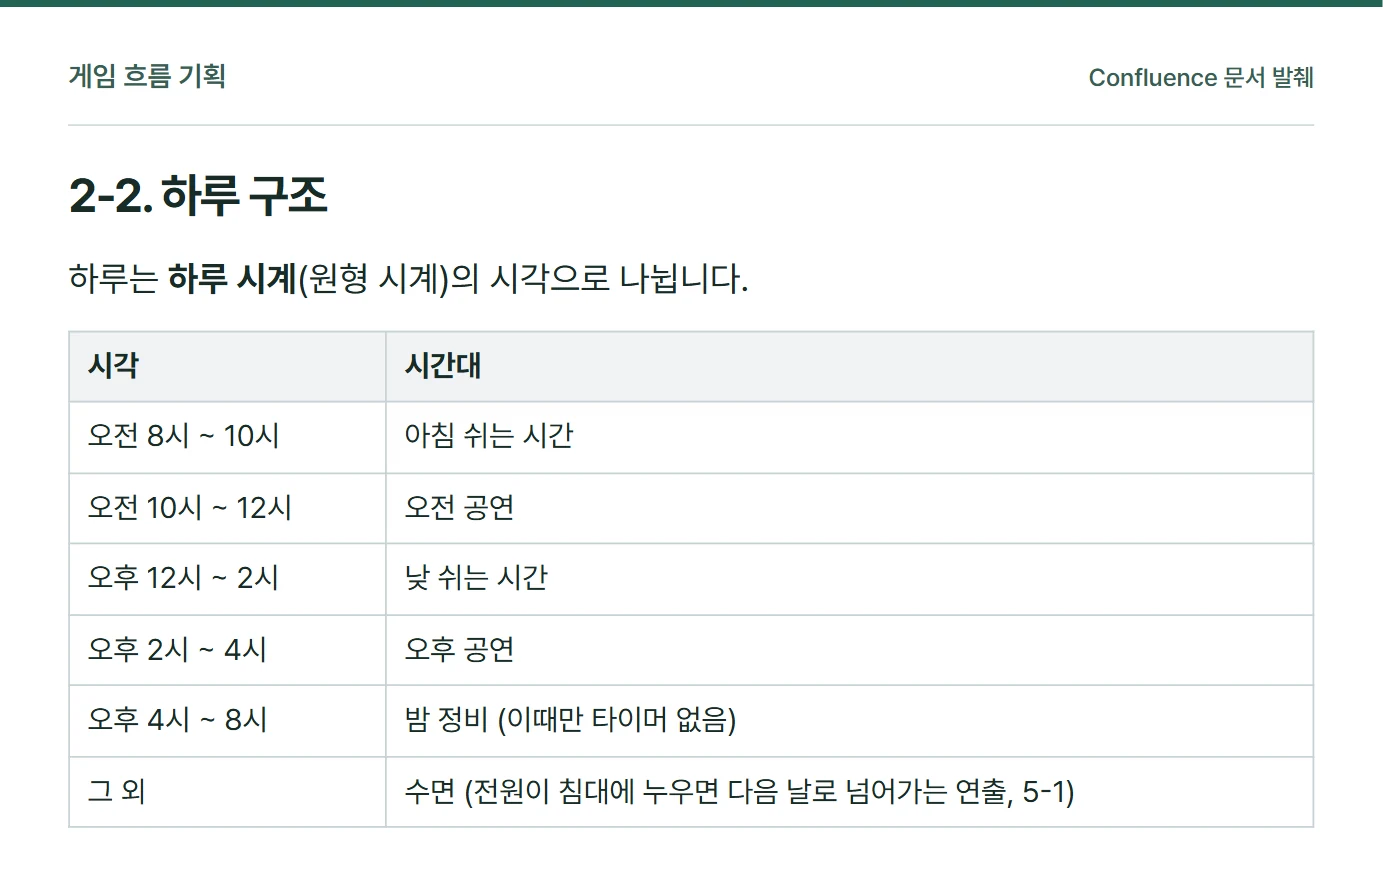 게임 흐름 기획
Confluence 문서 발췌
2-2. 하루 구조
하루는 하루 시계(원형 시계)의 시각으로 나뉩니다.
시각 시간대
오전 8시 ~ 10시 아침 쉬는 시간
오전 10시 ~ 12시 오전 공연
오후 12시 ~ 2시 낮 쉬는 시간
오후 2시 ~ 4시 오후 공연
오후 4시 ~ 8시 밤 정비 (이때만 타이머 없음)
그 외 수면 (전원이 침대에 누우면 다음 날로 넘어가는 연출, 5-1)